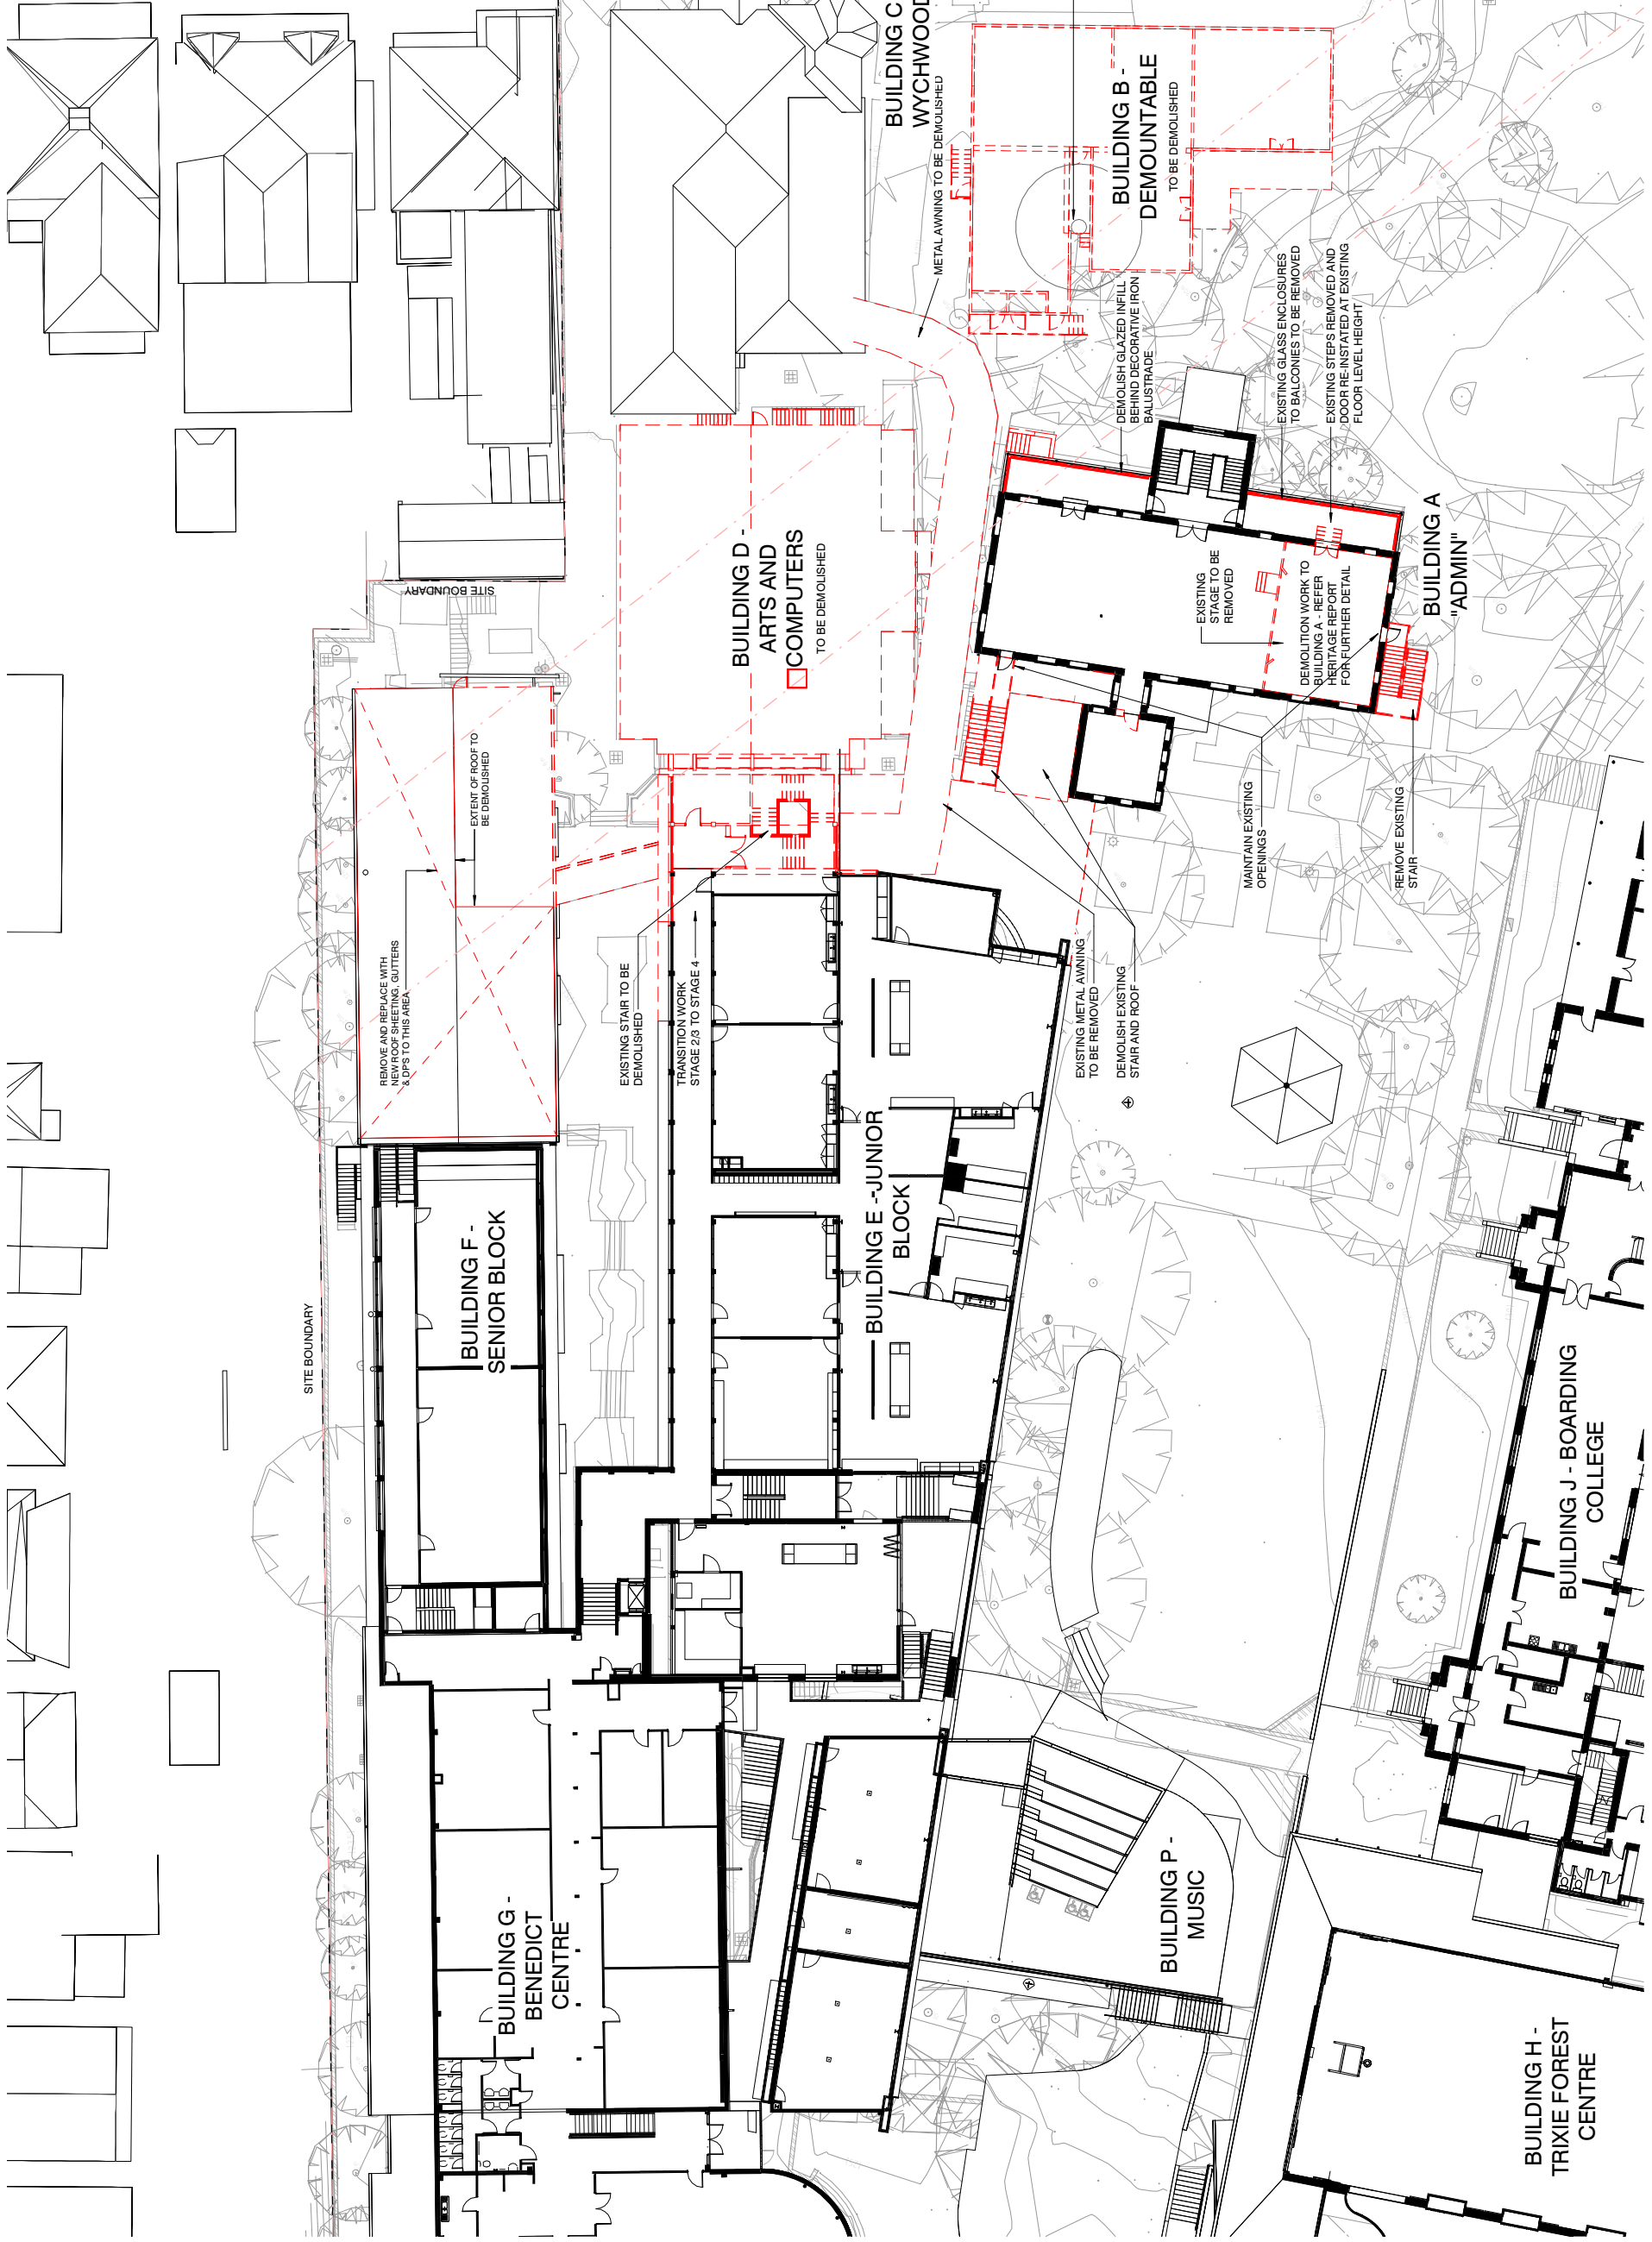 BUILDING C
WYCHWOOD
METAL AWNING TO BE DEMOLISHED
BUILDING B -
DEMOUNTABLE
TO BE DEMOLISHED
DEMOLISH GLAZED INFILL
BEHIND DECORATIVE IRON
BALUSTRADE
EXISTING GLASS ENCLOSURES
TO BALCONIES TO BE REMOVED
EXISTING STEPS REMOVED AND
DOOR RE-INSTATED AT EXISTING
FLOOR LEVEL HEIGHT
SITE BOUNDARY
BUILDING D -
ARTS AND
COMPUTERS
TO BE DEMOLISHED
EXISTING
STAGE TO BE
REMOVED
DEMOLITION WORK TO
BUILDING A - REFER
HERITAGE REPORT
FOR FURTHER DETAIL
BUILDING A
"ADMIN"
EXTENT OF ROOF TO
BE DEMOLISHED
MAINTAIN EXISTING
OPENINGS
REMOVE EXISTING
STAIR
REMOVE AND REPLACE WITH
NEW ROOF SHEETING, GUTTERS
& DPS TO THIS AREA
EXISTING STAIR TO BE
DEMOLISHED
TRANSITION WORK
STAGE 2/3 TO STAGE 4
EXISTING METAL AWNING
TO BE REMOVED
DEMOLISH EXISTING
STAIR AND ROOF
BUILDING E -JUNIOR
BLOCK
BUILDING F -
SENIOR BLOCK
SITE BOUNDARY
BUILDING J - BOARDING
COLLEGE
BUILDING G -
BENEDICT
CENTRE
BUILDING P -
MUSIC
BUILDING H -
TRIXIE FOREST
CENTRE